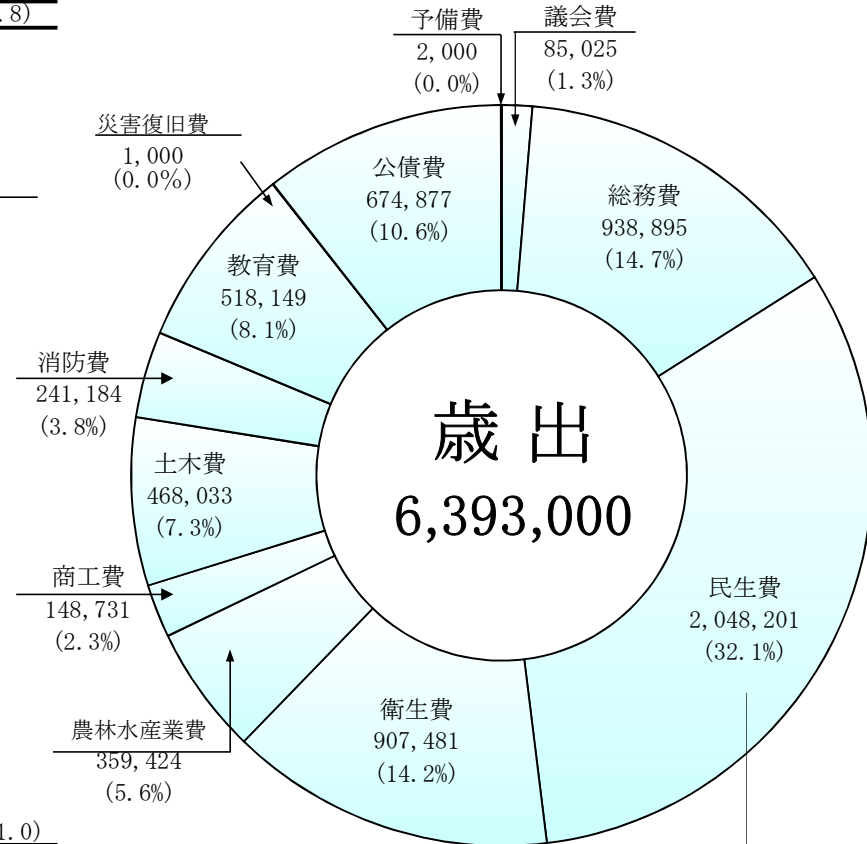 .8)
予備費
2,000
(0.0%)
議会費
85,025
(1.3%)
総務費
938,895
(14.7%)
民生費
2,048,201
(32.1%)
衛生費
907,481
(14.2%)
農林水産業費
359,424
(5.6%)
商工費
148,731
(2.3%)
土木費
468,033
(7.3%)
消防費
241,184
(3.8%)
教育費
518,149
(8.1%)
災害復旧費
1,000
(0.0%)
公債費
674,877
(10.6%)
歳 出
6,393,000
1.0)